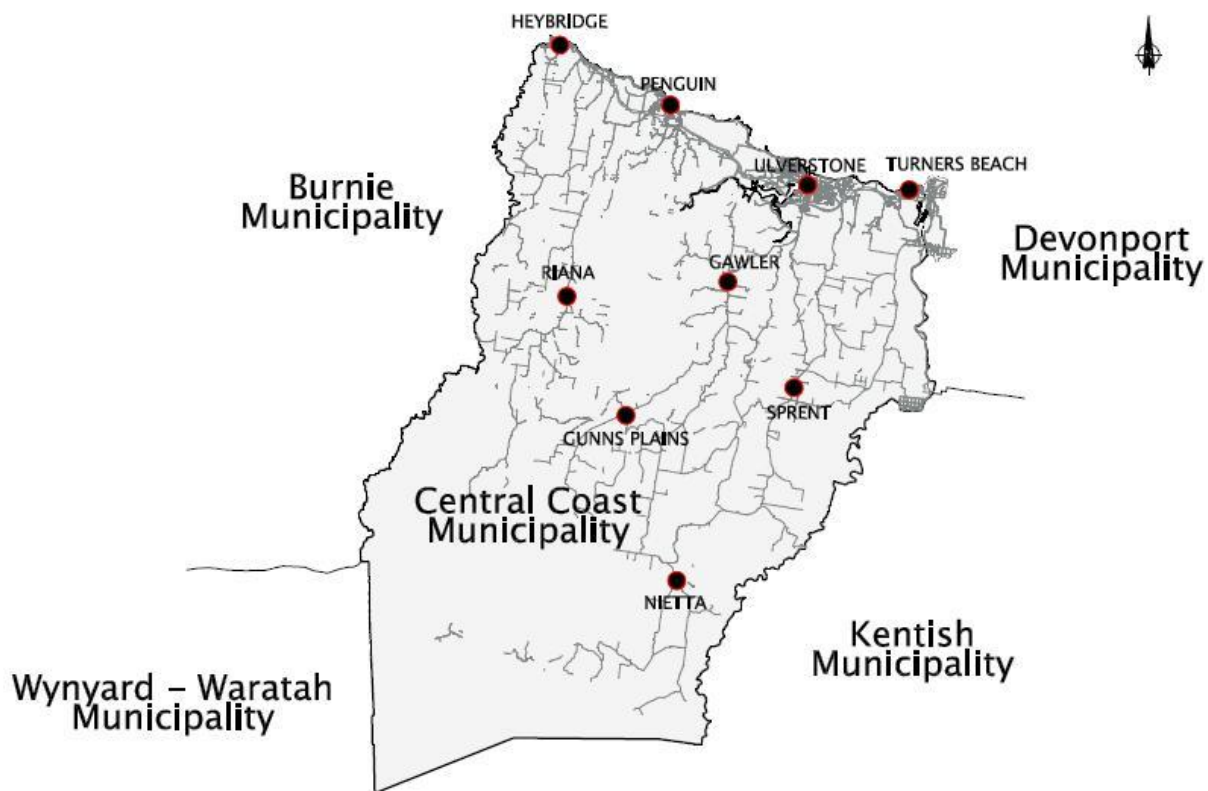 HEYBRIDGE
PENGUIN
ULVERSTONE
TURNERS BEACH
Burnie
Municipality
Devonport
Municipality
GAWLER
RIANA
SPRENT
GUNNS PLAINS
Central Coast
Municipality
NIETTA
Kentish
Municipality
Wynyard – Waratah
Municipality